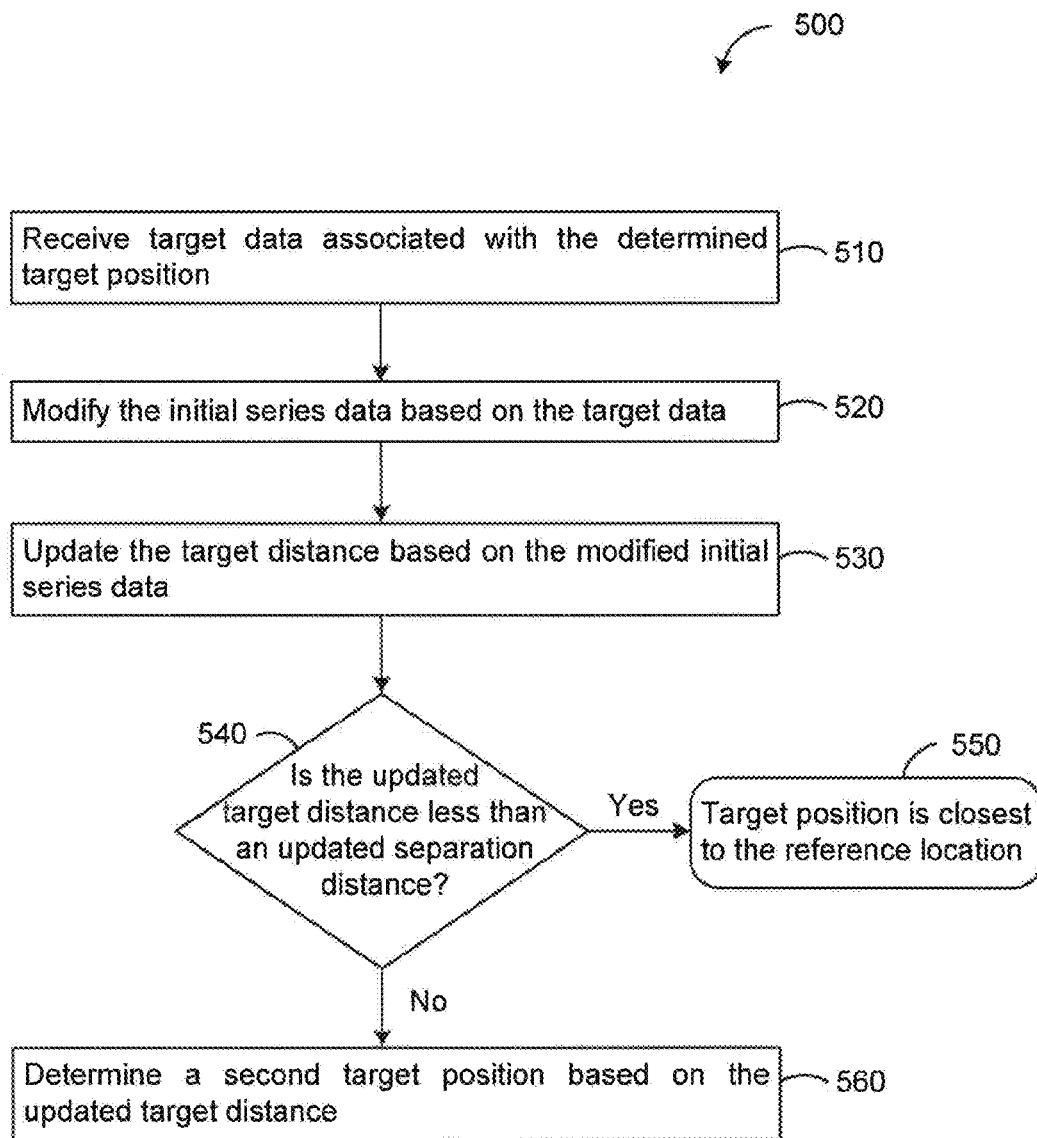 500
Receive target data associated with the determined
target position
510
Modify the initial series data based on the target data
520
Update the target distance based on the modified initial
series data
530
540
Is the updated
target distance less than
an updated separation
distance?
Yes
550
Target position is closest
to the reference location
No
Determine a second target position based on the
updated target distance
560